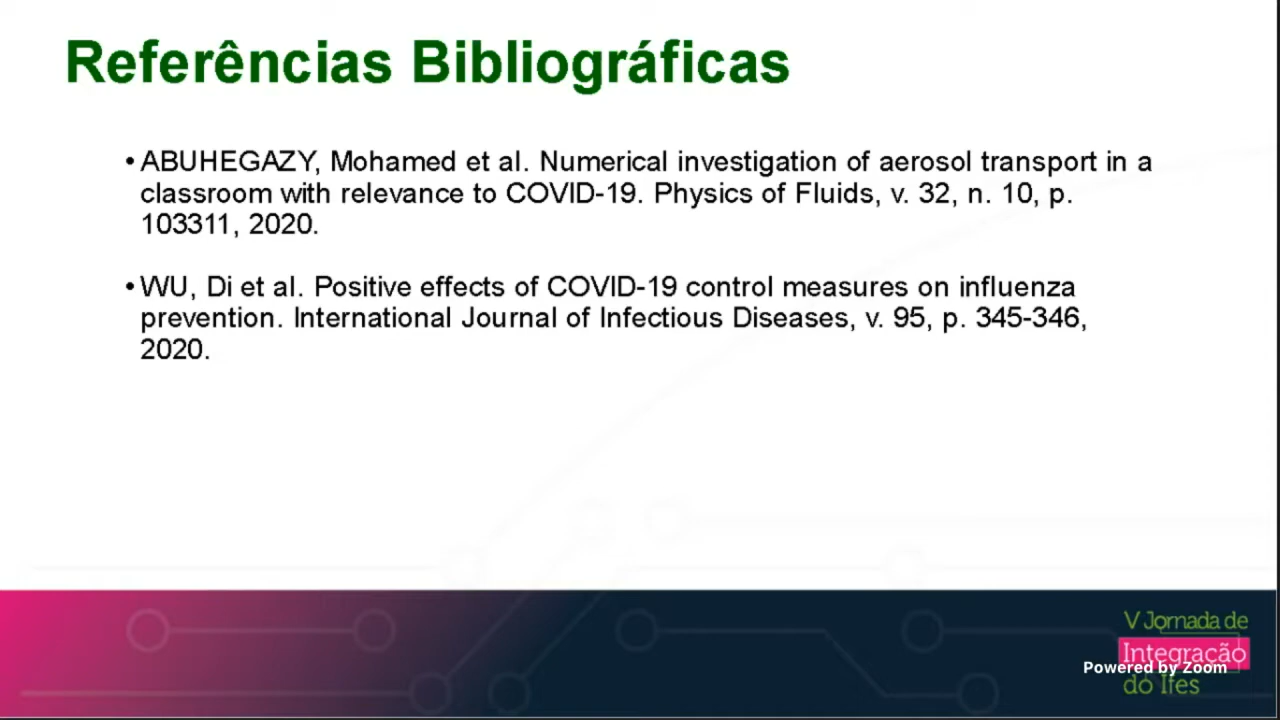 Referências Bibliográficas
• ABUHEGAZY, Mohamed et al. Numerical investigation of aerosol transport in a
classroom with relevance to COVID-19. Physics of Fluids, v. 32, n. 10, p.
103311, 2020.
• WU, Di et al. Positive effects of COVID-19 control measures on influenza
prevention. International Journal of Infectious Diseases, v. 95, p. 345-346,
2020.
V Jornada de
Integração
Powered by Zoom
do Ifes